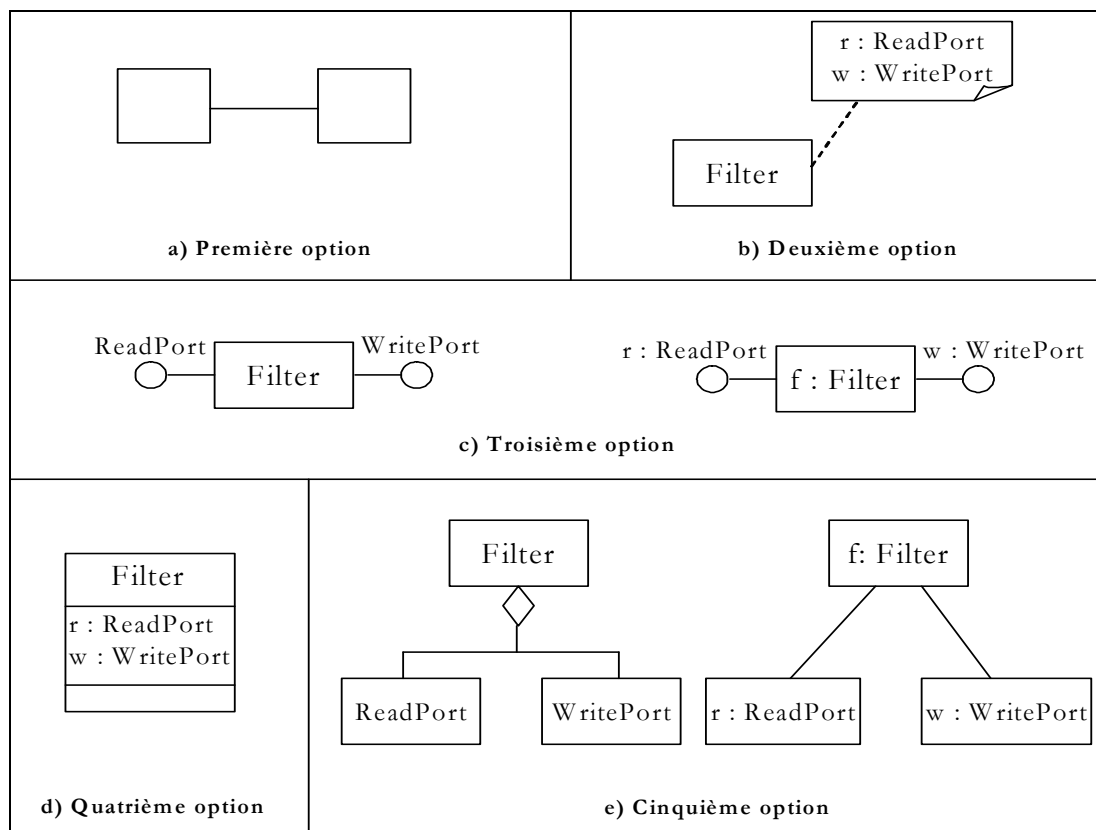 a) Première option
r : ReadPort
w : WritePort
Filter
b) Deuxième option
ReadPort
Filter
WritePort
r : ReadPort
f : Filter
w : WritePort
c) Troisième option
Filter
r : ReadPort
w : WritePort
d) Quatrième option
Filter
ReadPort
WritePort
f: Filter
r : ReadPort
w : WritePort
e) Cinquième option